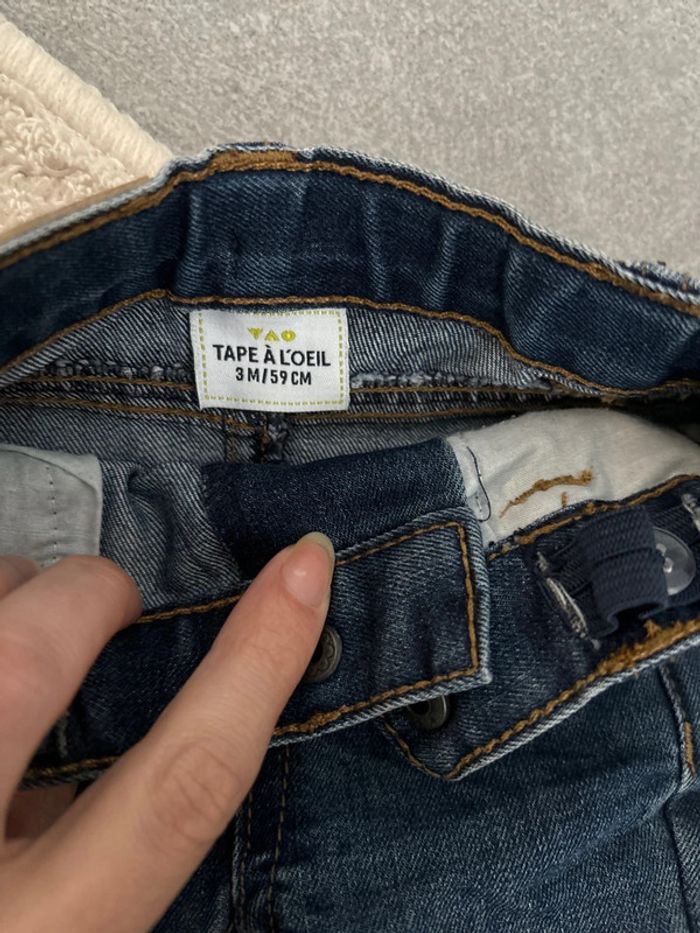 TAO
TAPE À L'OEIL
3 M/59 CM